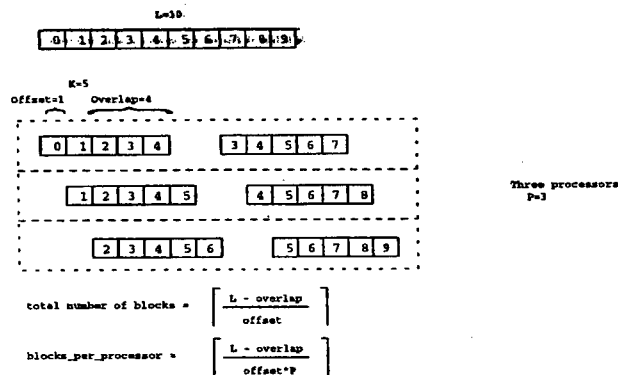 L=10
0 1 2 3 4 5 6 7 8 9
K=5
Offset=1 Overlap=4
0 1 2 3 4 3 4 5 6 7
1 2 3 4 5 4 5 6 7 8
Three processors
P=3
2 3 4 5 6 5 6 7 8 9
total number of blocks = L - overlap
offset
blocks_per_processor = L - overlap
offset*P